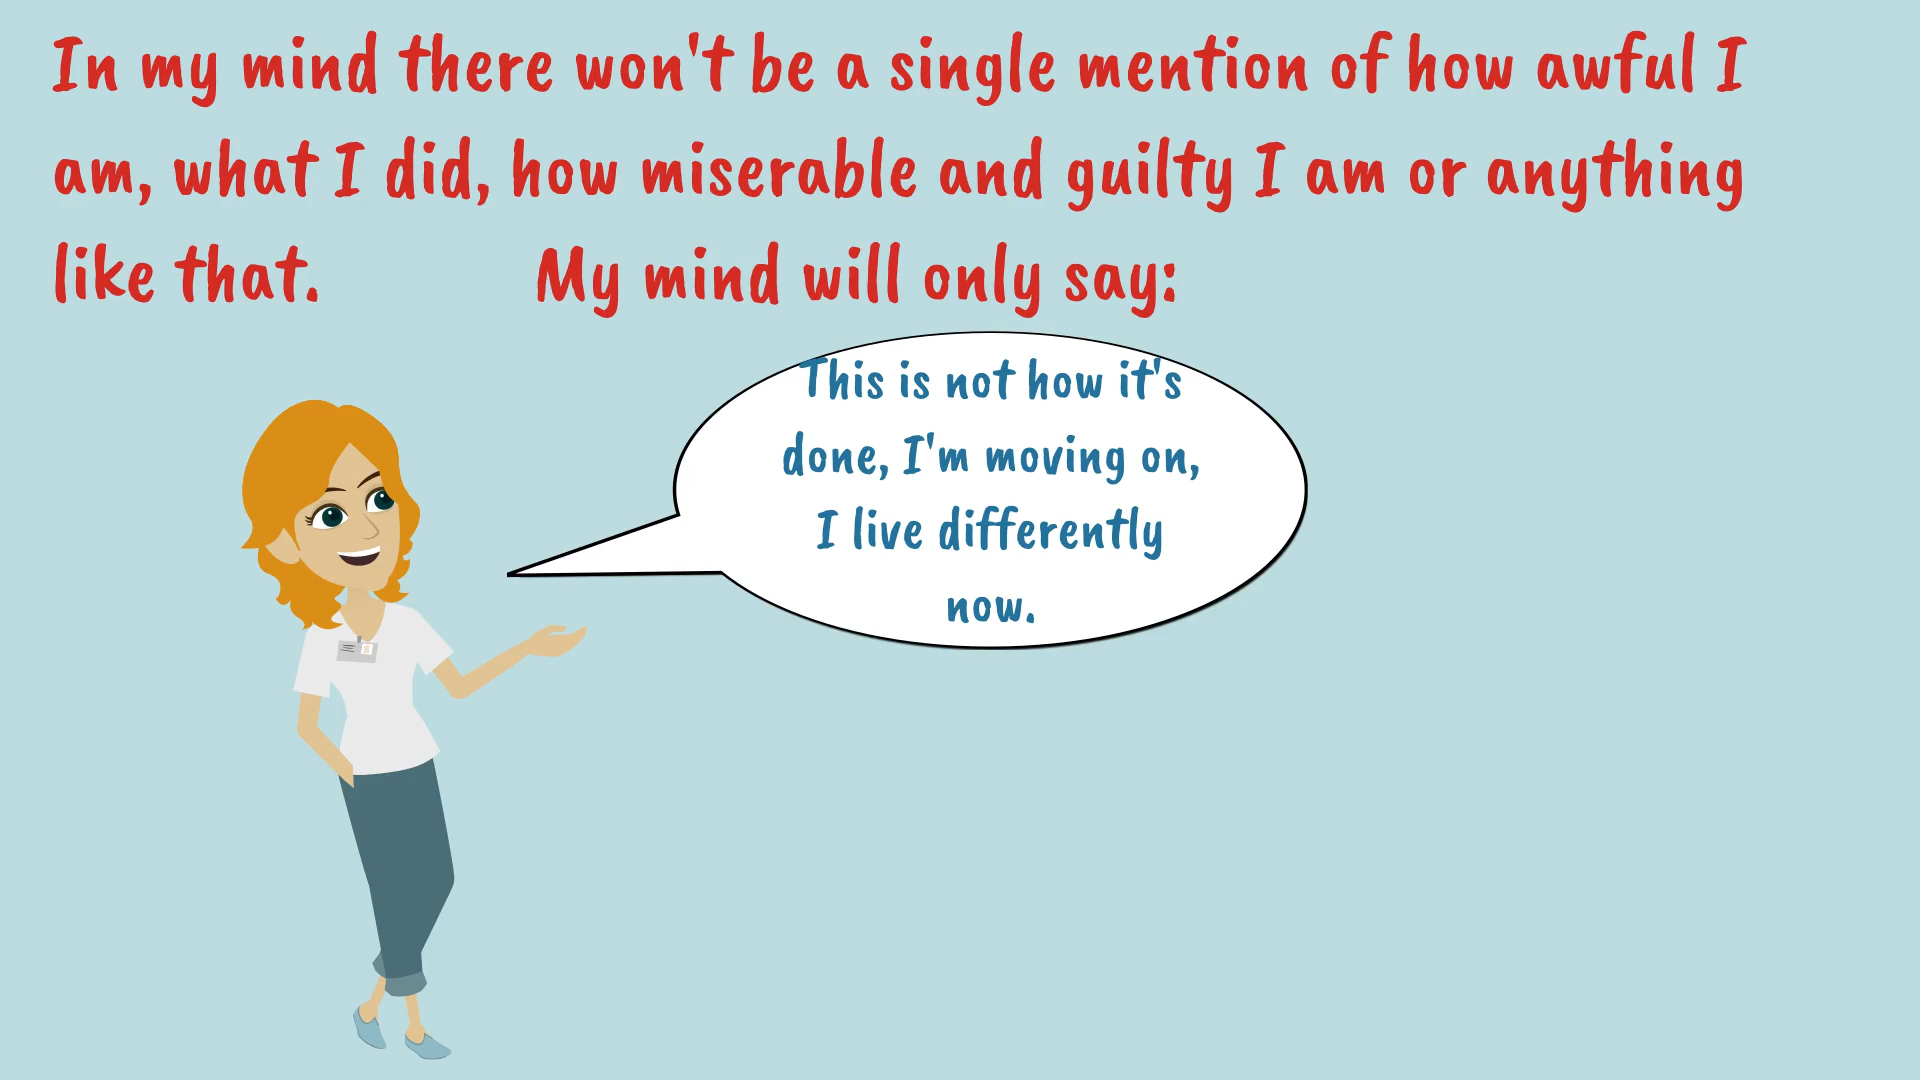 In my mind there won't be a single mention of how awful I
am, what I did, how miserable and guilty I am or anything
like that. My mind will only say:
This is not how it's
done, I'm moving on,
I live differently
now.